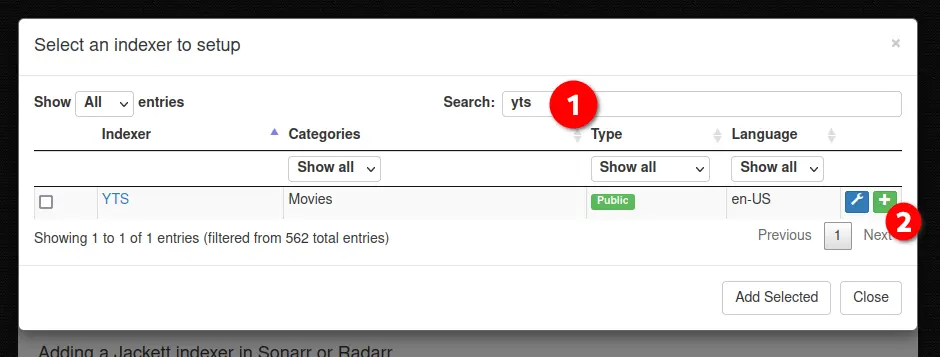 Select an indexer to setup ×
Show All entries Search: yts 1
Indexer Categories Type Language
Show all Show all Show all
YTS Movies Public en-US
Showing 1 to 1 of 1 entries (filtered from 562 total entries) Previous 1 Next 2
Add Selected Close
Adding a Jackett indexer in Sonarr or Radarr